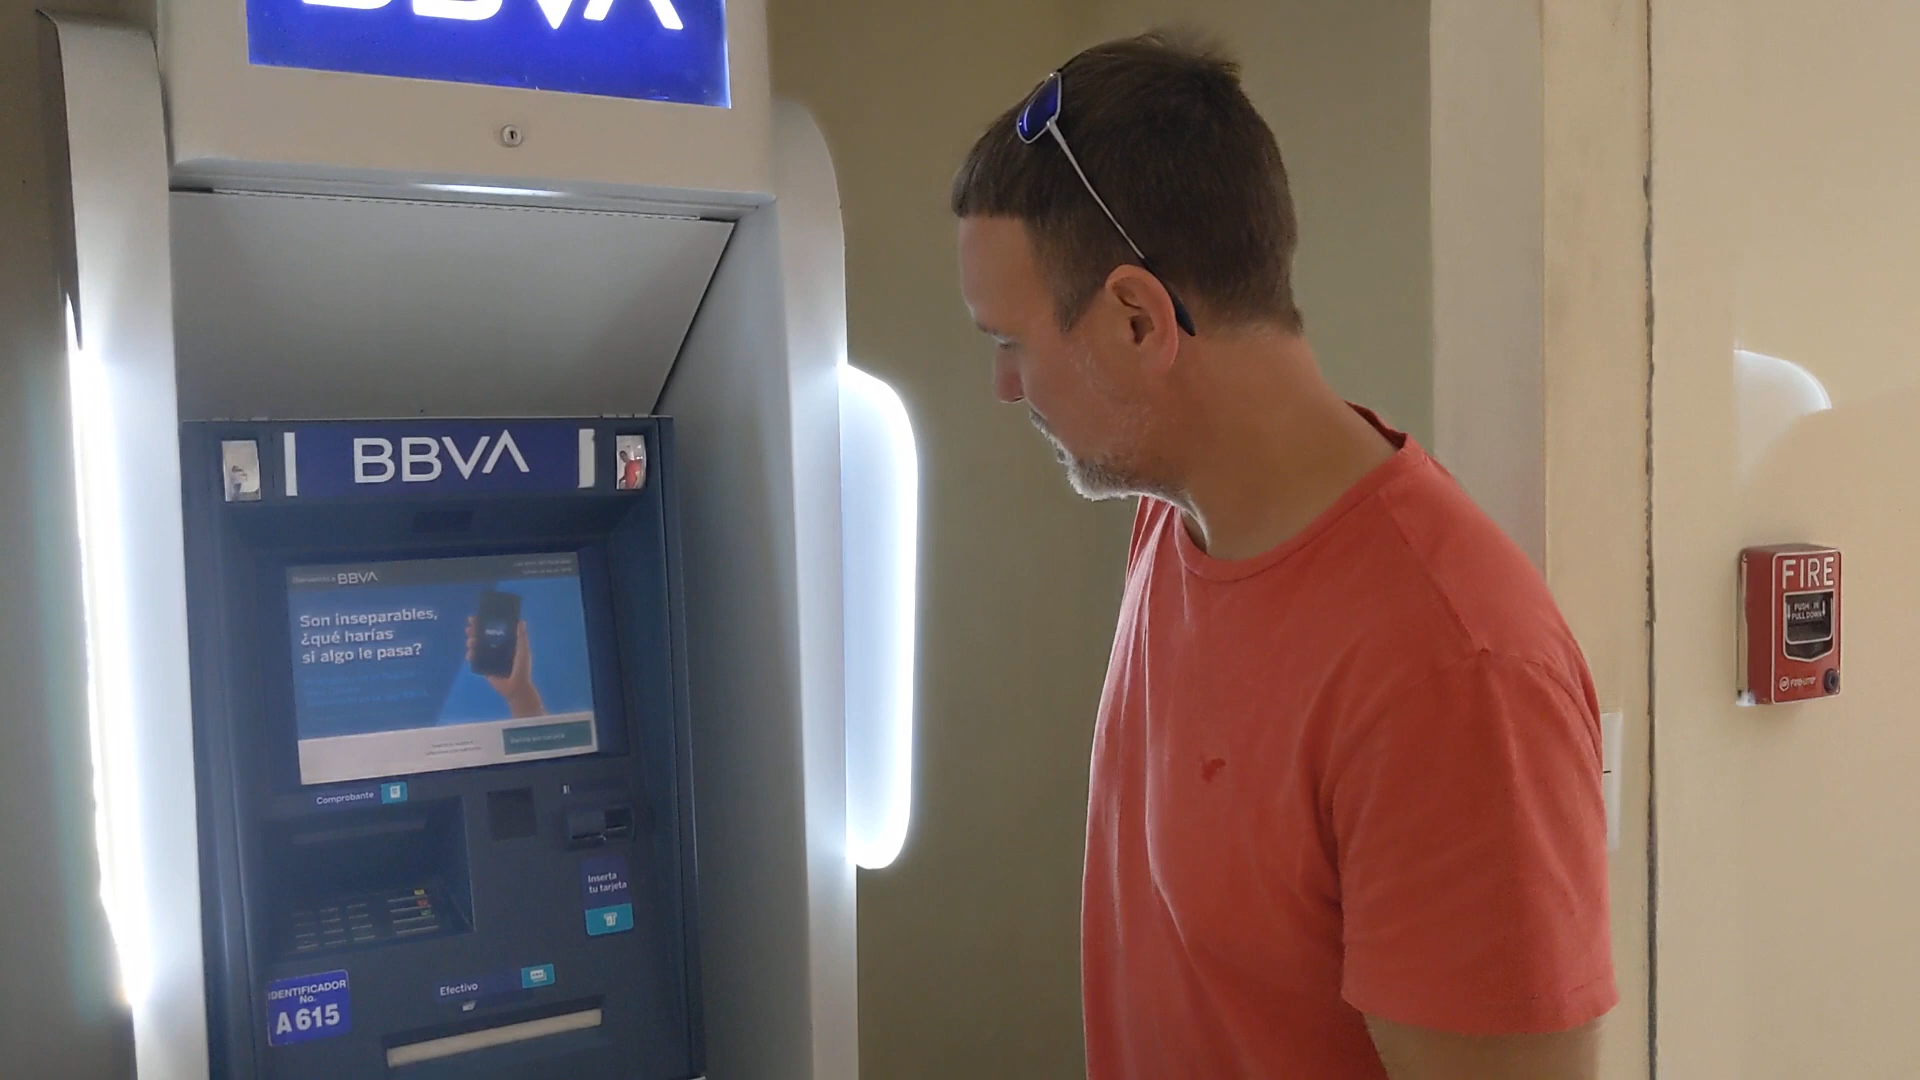 BBVA
BBVA
Bienvenido a BBVA
Son inseparables,
¿qué harías
si algo le pasa?
Comprobante
Inserta
tu tarjeta
Efectivo
IDENTIFICADOR
No.
A 615
FIRE
PUSH IN
PULL DOWN